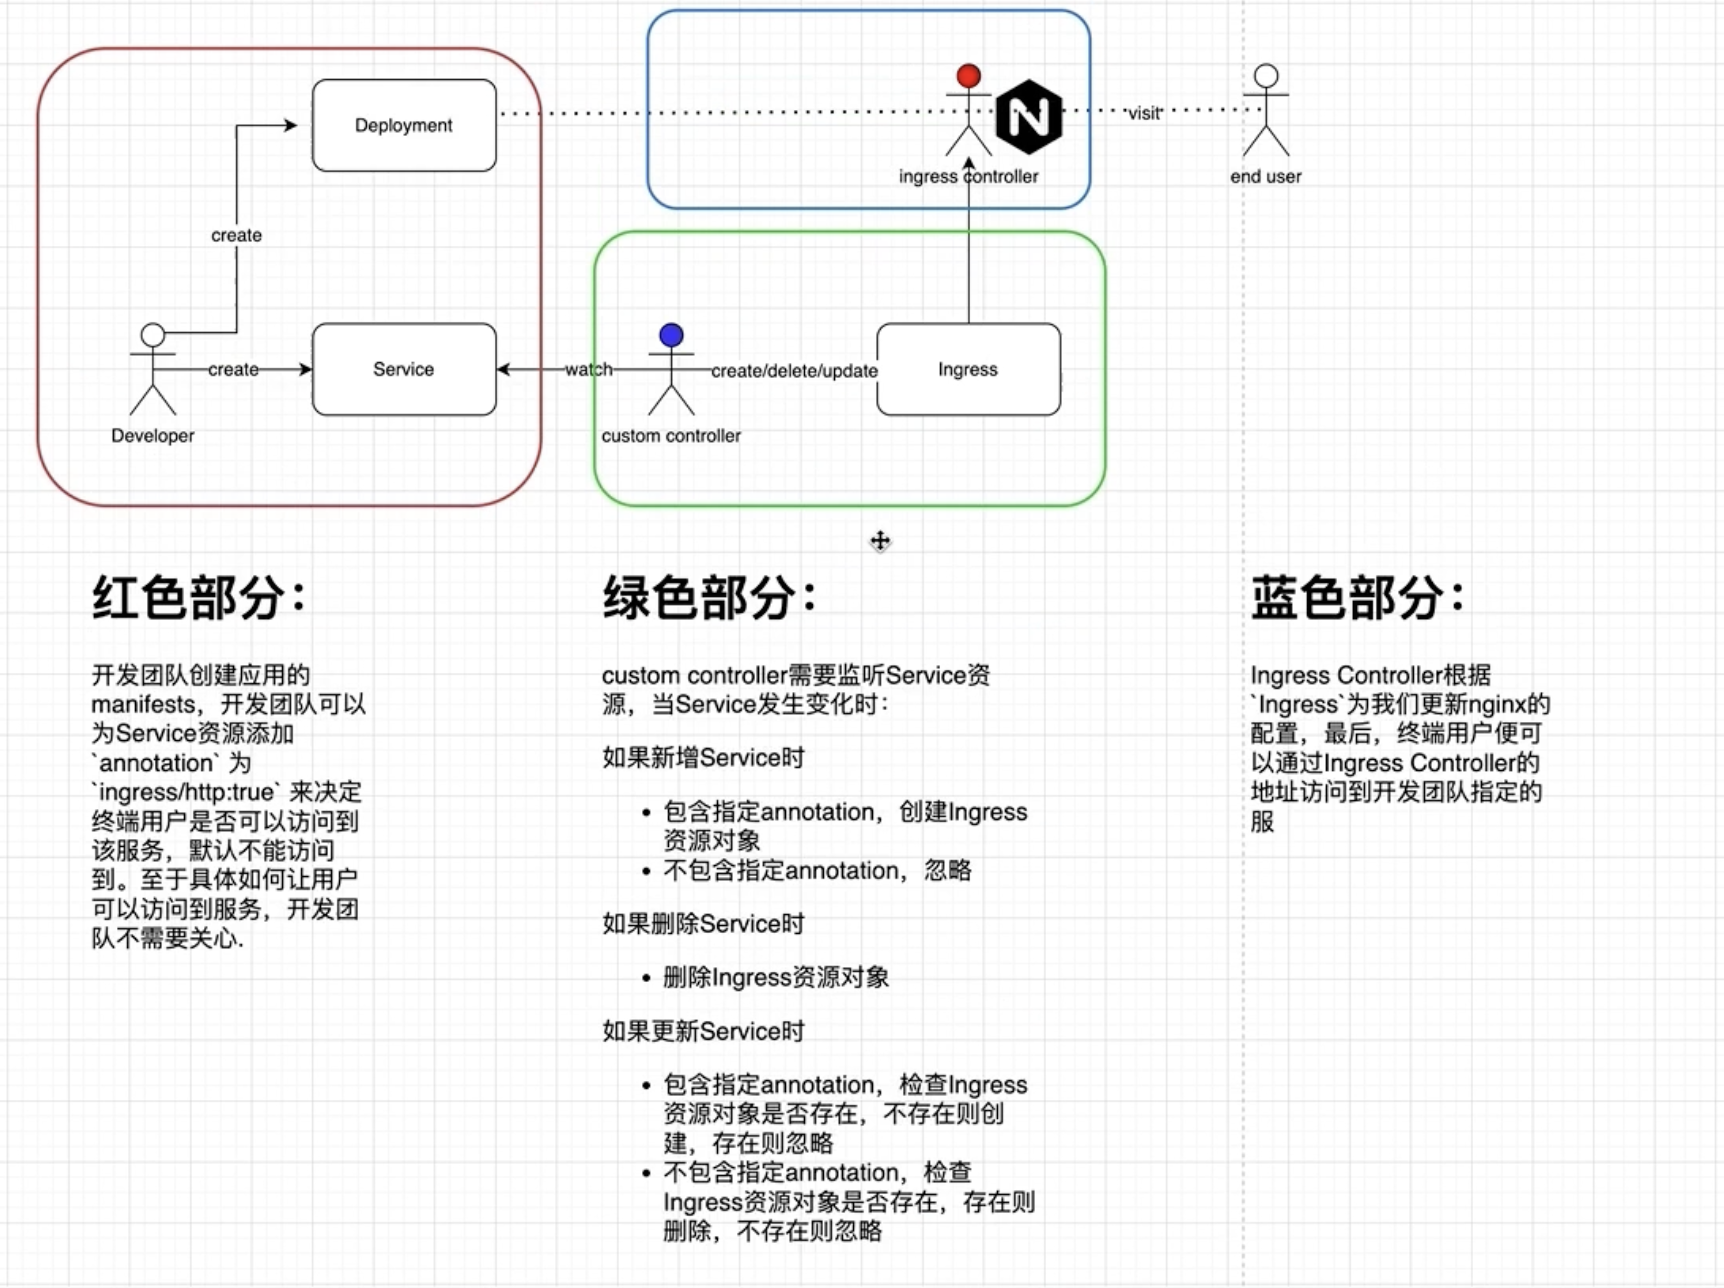 Deployment
visit
ingress controller
end user
create
create
Service
watch
create/delete/update
Ingress
Developer
custom controller
红色部分：
开发团队创建应用的
manifests，开发团队可以
为Service资源添加
`annotation` 为
`ingress/http:true` 来决定
终端用户是否可以访问到
该服务，默认不能访问
到。至于具体如何让用户
可以访问到服务，开发团
队不需要关心.
绿色部分：
custom controller需要监听Service资
源，当Service发生变化时：
如果新增Service时
• 包含指定annotation，创建Ingress
资源对象
• 不包含指定annotation，忽略
如果删除Service时
• 删除Ingress资源对象
如果更新Service时
• 包含指定annotation，检查Ingress
资源对象是否存在，不存在则创
建，存在则忽略
• 不包含指定annotation，检查
Ingress资源对象是否存在，存在则
删除，不存在则忽略
蓝色部分：
Ingress Controller根据
`Ingress`为我们更新nginx的
配置，最后，终端用户便可
以通过Ingress Controller的
地址访问到开发团队指定的
服